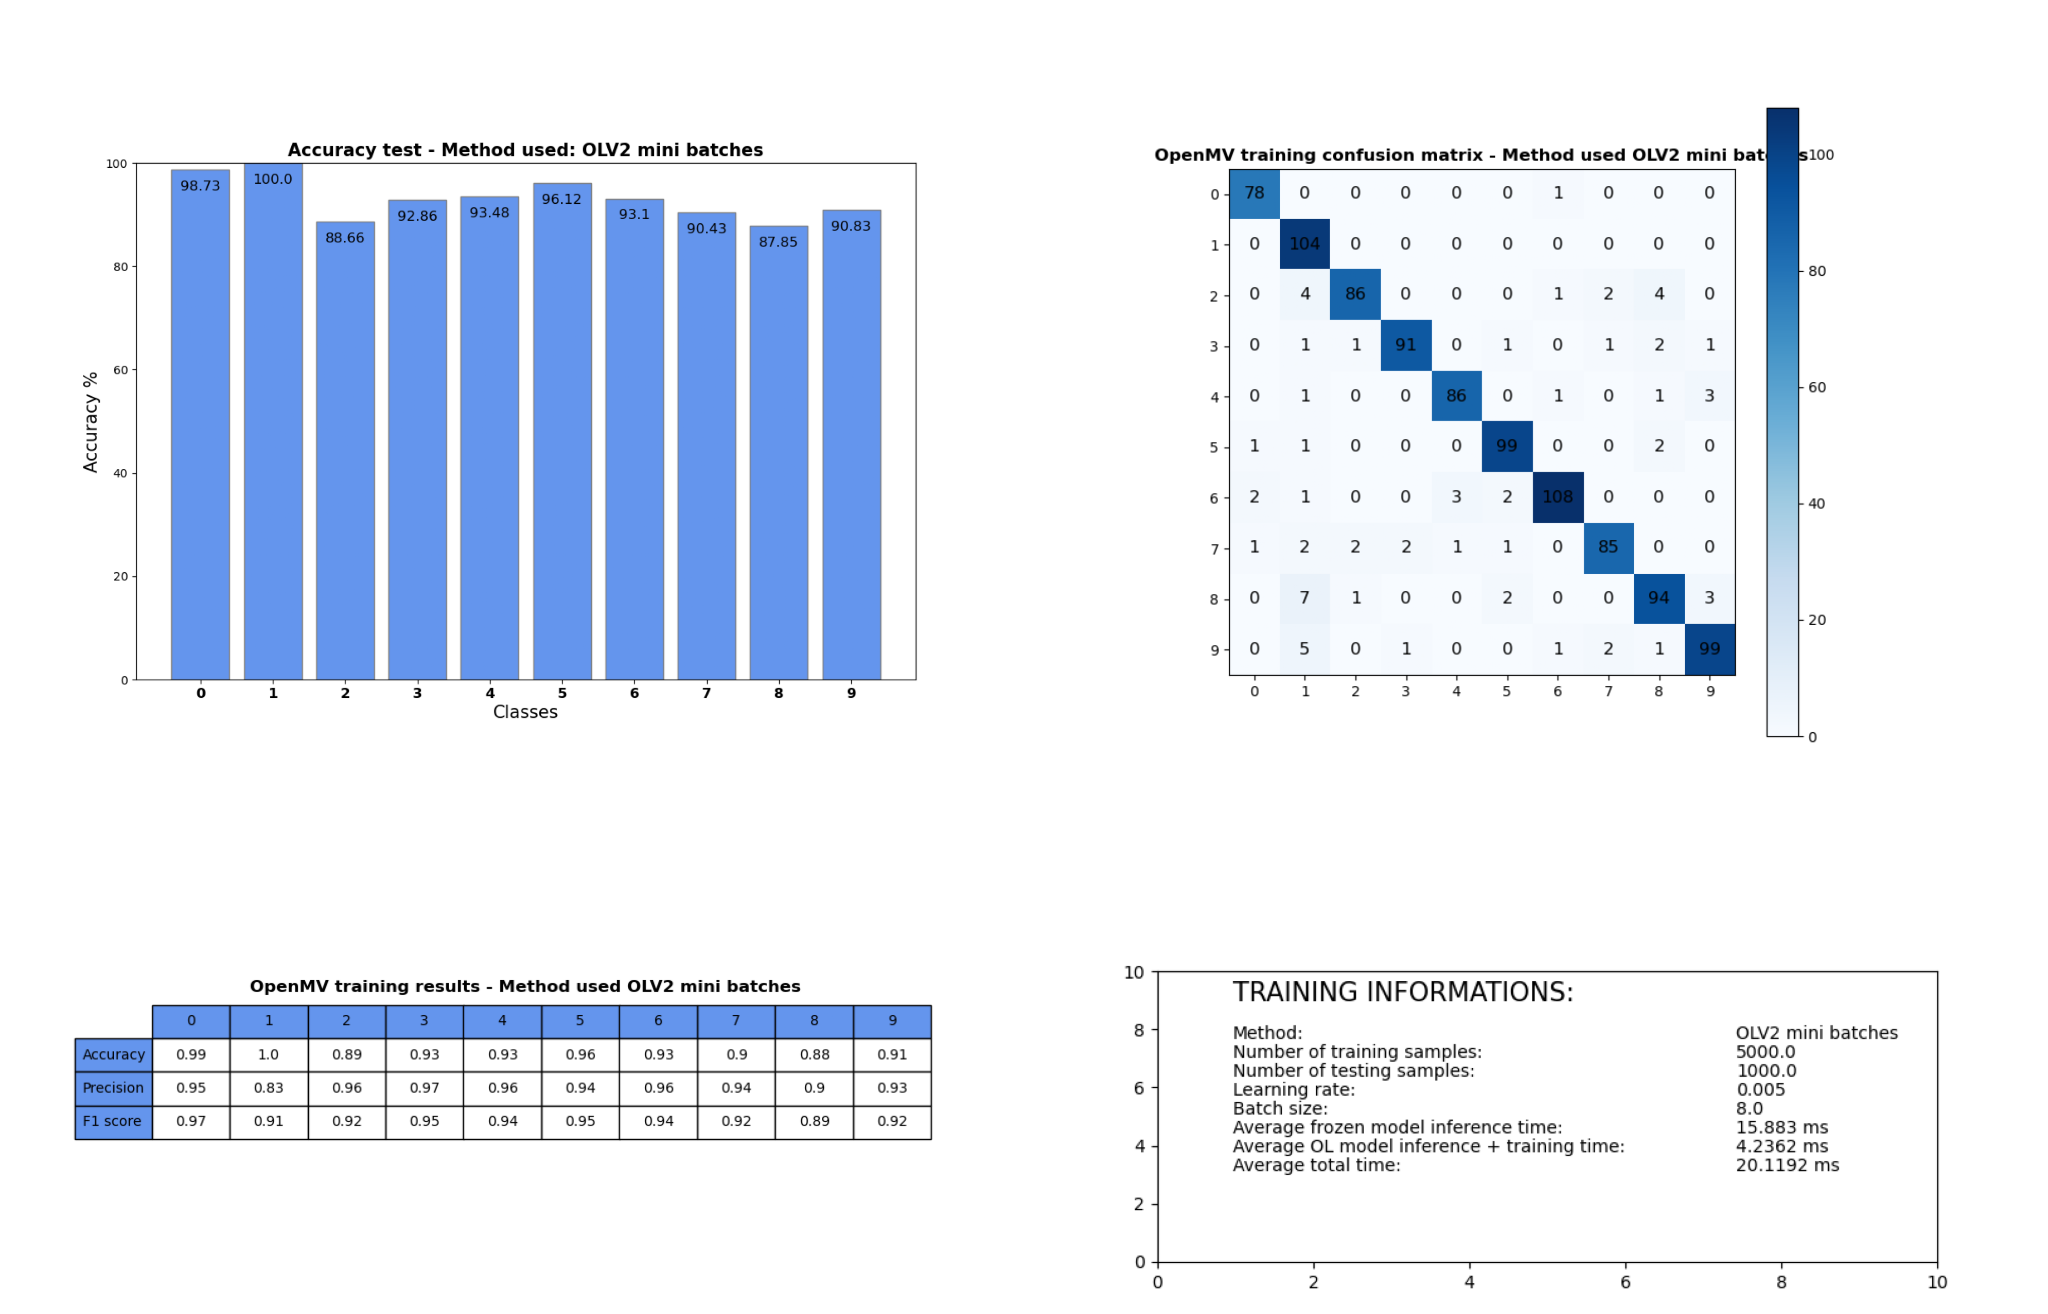 Accuracy test - Method used: OLV2 mini batches
100
80
60
40
20
0
Accuracy %
98.73
100.0
88.66
92.86
93.48
96.12
93.1
90.43
87.85
90.83
0 1 2 3 4 5 6 7 8 9
Classes
OpenMV training confusion matrix - Method used OLV2 mini bat s
0 78 0 0 0 0 0 1 0 0 0
1 0 104 0 0 0 0 0 0 0 0
2 0 4 86 0 0 0 1 2 4 0
3 0 1 1 91 0 1 0 1 2 1
4 0 1 0 0 86 0 1 0 1 3
5 1 1 0 0 0 99 0 0 2 0
6 2 1 0 0 3 2 108 0 0 0
7 1 2 2 2 1 1 0 85 0 0
8 0 7 1 0 0 2 0 0 94 3
9 0 5 0 1 0 0 1 2 1 99
0 1 2 3 4 5 6 7 8 9
100
80
60
40
20
0
OpenMV training results - Method used OLV2 mini batches
0 1 2 3 4 5 6 7 8 9
Accuracy 0.99 1.0 0.89 0.93 0.93 0.96 0.93 0.9 0.88 0.91
Precision 0.95 0.83 0.96 0.97 0.96 0.94 0.96 0.94 0.9 0.93
F1 score 0.97 0.91 0.92 0.95 0.94 0.95 0.94 0.92 0.89 0.92
10
8
6
4
2
0
TRAINING INFORMATIONS:
Method: OLV2 mini batches
Number of training samples: 5000.0
Number of testing samples: 1000.0
Learning rate: 0.005
Batch size: 8.0
Average frozen model inference time: 15.883 ms
Average OL model inference + training time: 4.2362 ms
Average total time: 20.1192 ms
0 2 4 6 8 10